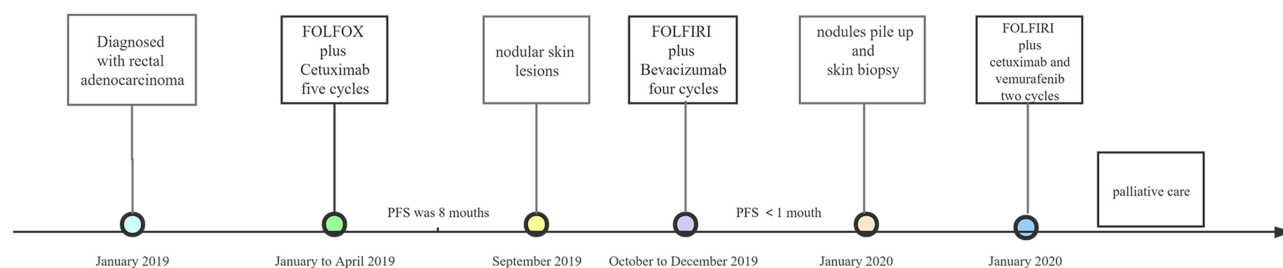 Diagnosed
with rectal
adenocarcinoma
FOLFOX
plus
Cetuximab
five cycles
nodular skin
lesions
FOLFIRI
plus
Bevacizumab
four cycles
nodules pile up
and
skin biopsy
FOLFIRI
plus
cetuximab and
vemurafenib
two cycles
palliative care
PFS was 8 mouths
PFS < 1 mouth
January 2019
January to April 2019
September 2019
October to December 2019
January 2020
January 2020